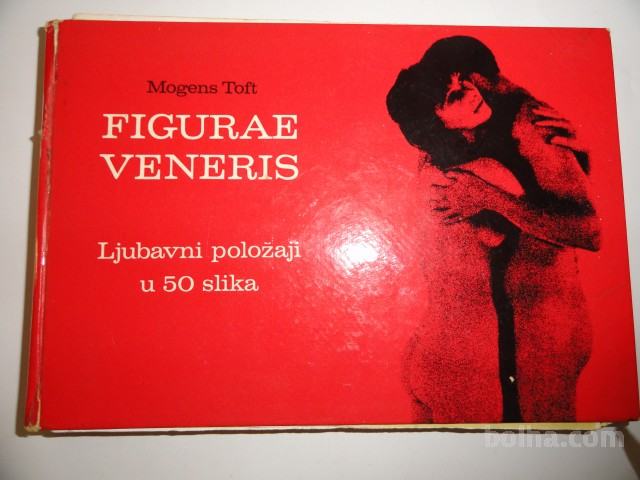 Mogens Toft
FIGURAE
VENERIS
Ljubavni položaji
u 50 slika
bolha.com